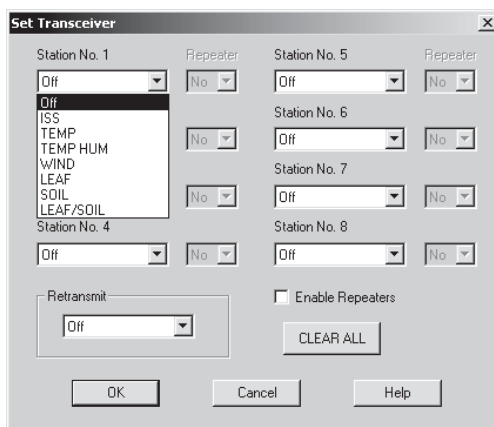 Set Transceiver
Station No. 1 Repeater Station No. 5 Repeater
Off No Off No
Off
ISS
TEMP
TEMP HUM
WIND
LEAF
SOIL
LEAF/SOIL
Station No. 6
No Off No
Station No. 7
No Off No
Station No. 4 Station No. 8
Off No Off No
Retransmit
Off
Enable Repeaters
CLEAR ALL
OK Cancel Help